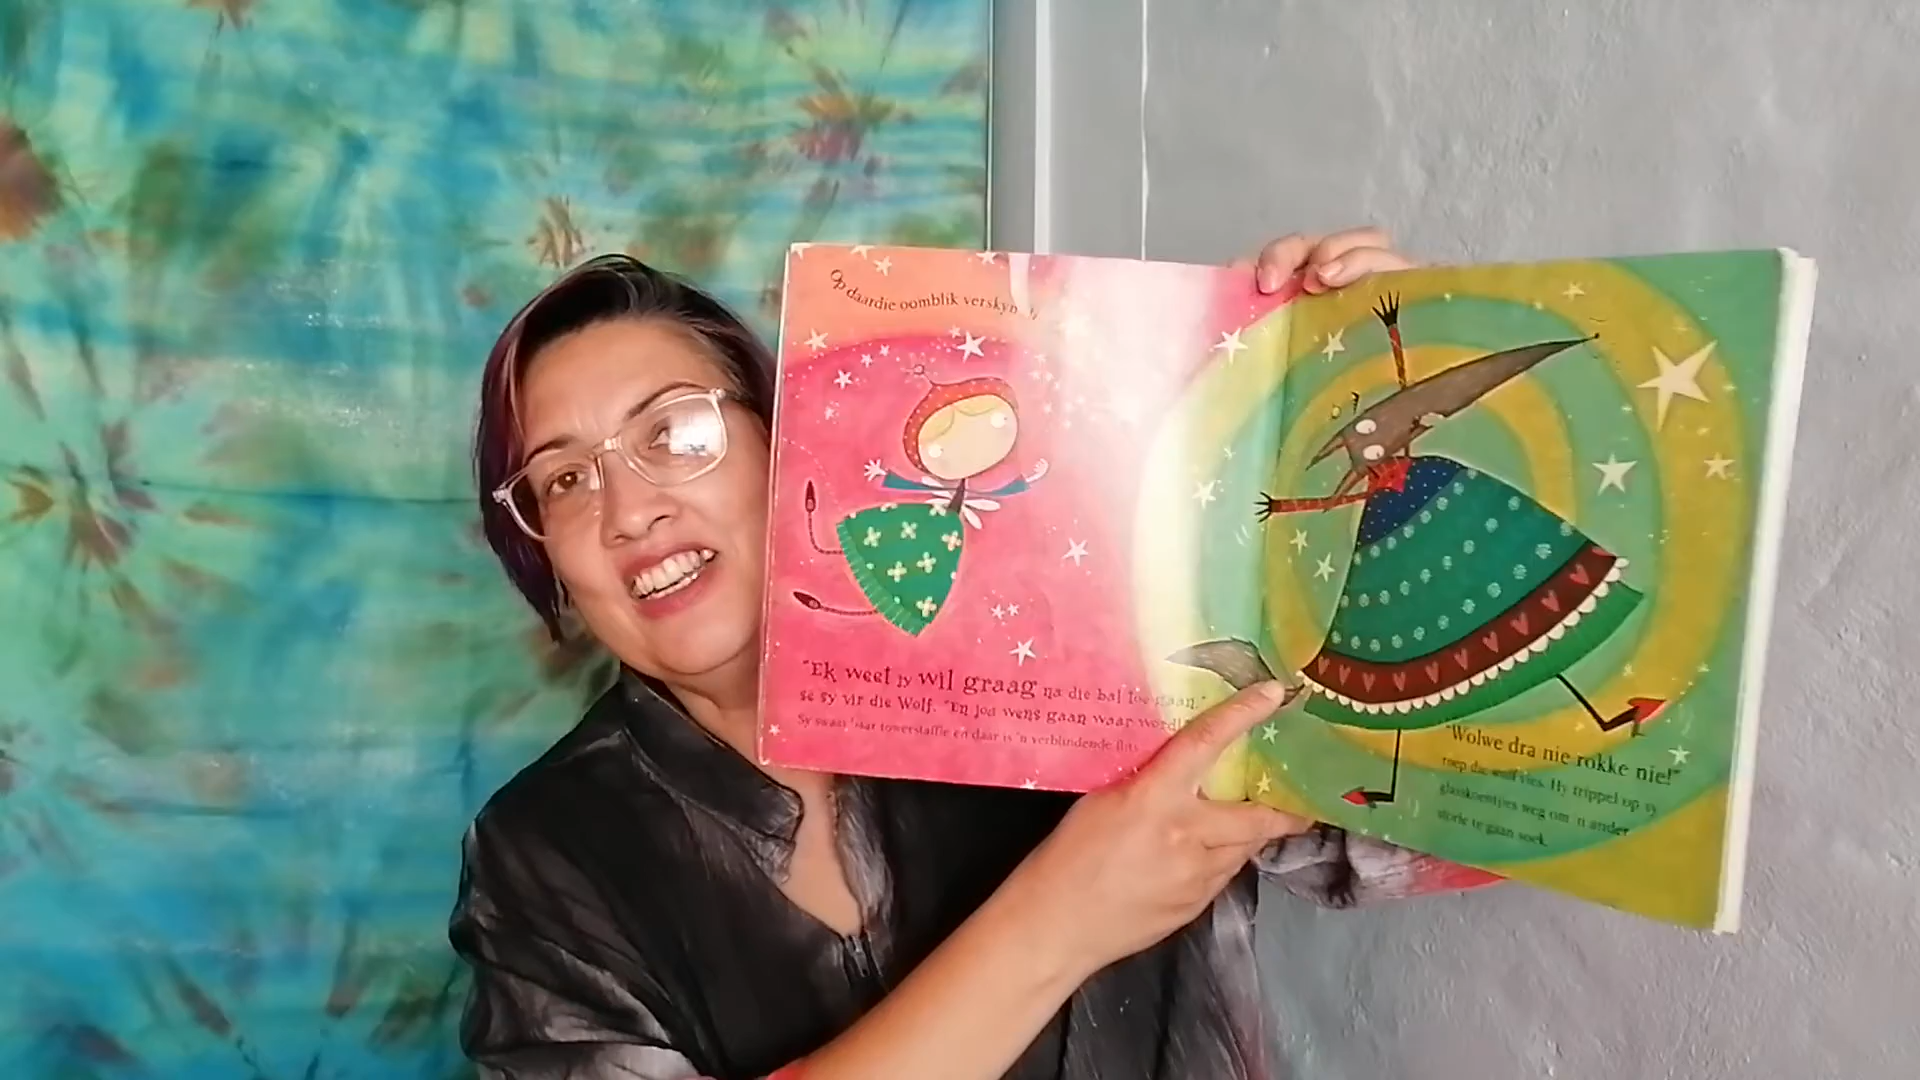 Op daardie oomblik verskyn
"Ek weet jy wil graag na die bal toe gaan."
sê sy vir die Wolf. "En jou wens gaan waar word!"
Sy swaai haar towerstaffie en daar is 'n verblindende flits
"Wolwe dra nie rokke nie!"
roep die wolf vies. Hy trippel op sy
glasskoentjies weg om 'n ander
storie te gaan soek.